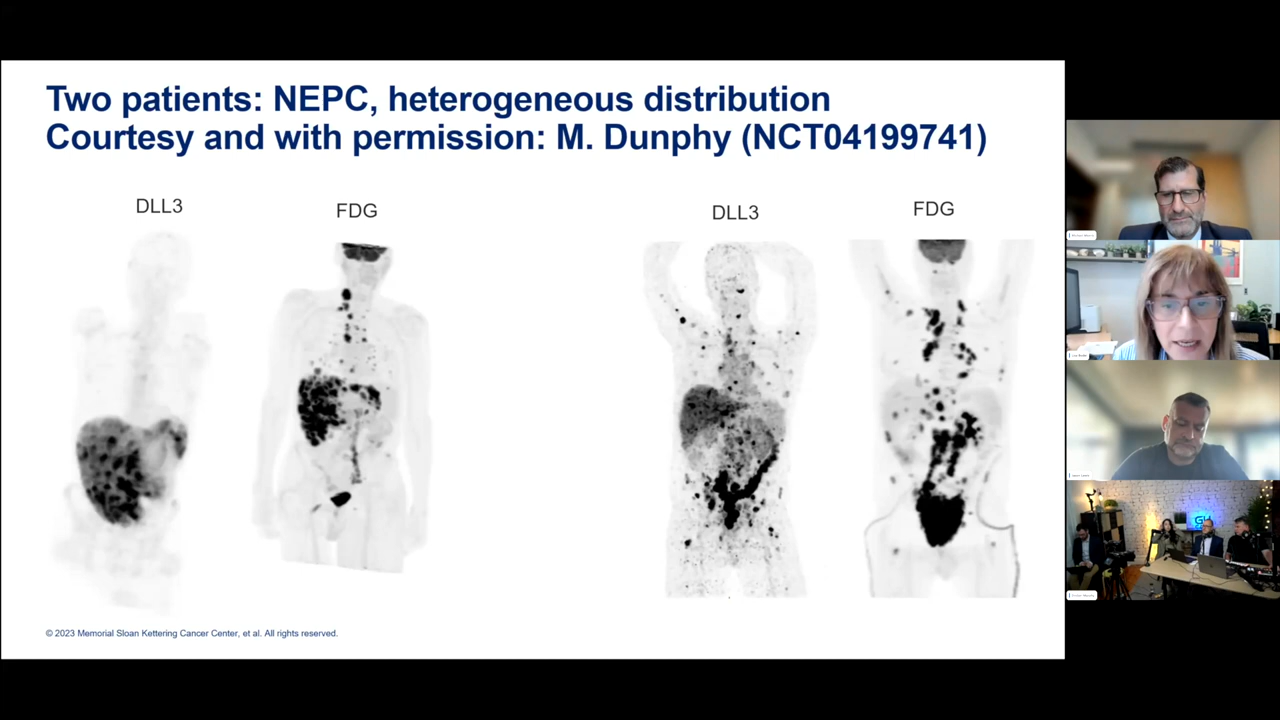 Two patients: NEPC, heterogeneous distribution
Courtesy and with permission: M. Dunphy (NCT04199741)
DLL3
FDG
DLL3
FDG
© 2023 Memorial Sloan Kettering Cancer Center, et al. All rights reserved.